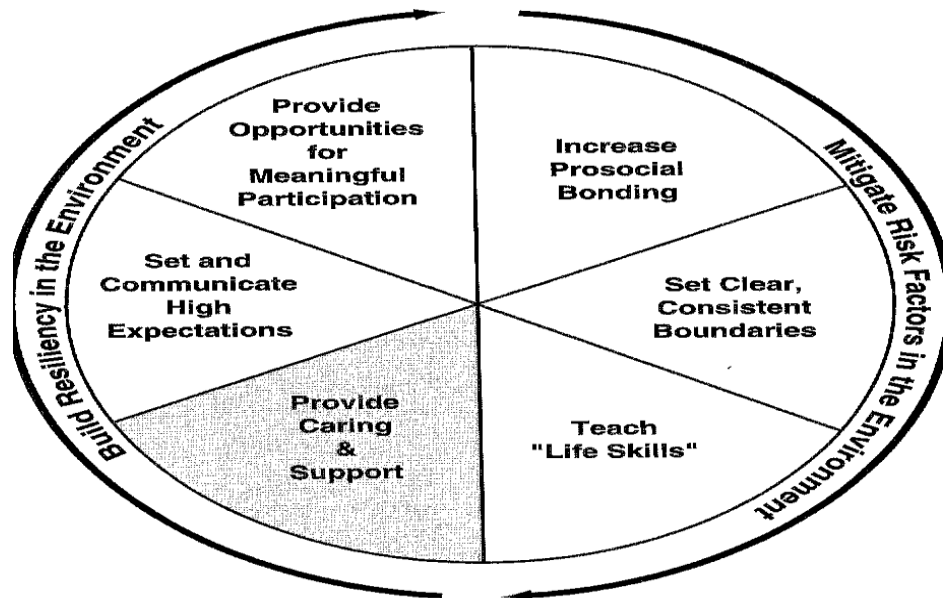 Build Resiliency in the Environment
Mitigate Risk Factors in the Environment
Provide
Opportunities
for
Meaningful
Participation
Increase
Prosocial
Bonding
Set Clear,
Consistent
Boundaries
Teach
"Life Skills"
Provide
Caring
&
Support
Set and
Communicate
High
Expectations